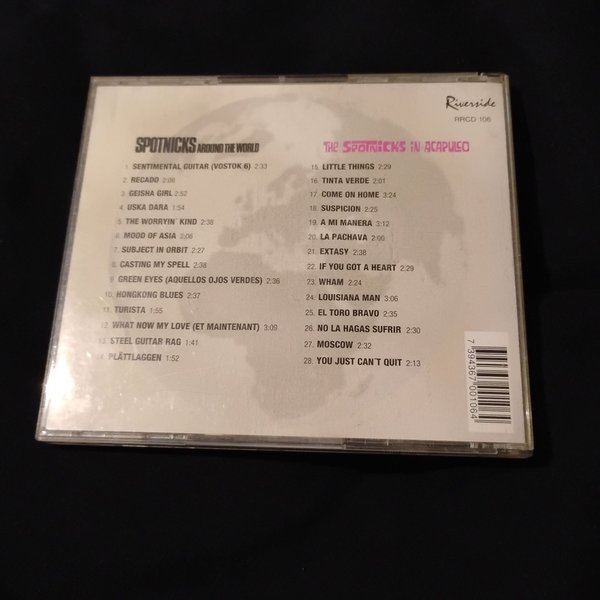 Riverside
RRCD 106
SPOTNICKS AROUND THE WORLD
1. SENTIMENTAL GUITAR (VOSTOK 6) 2:33
2. RECADO 2:06
3. GEISHA GIRL 2:52
4. USKA DARA 1:54
5. THE WORRYIN' KIND 2:38
6. MOOD OF ASIA 2:06
7. SUBJECT IN ORBIT 2:27
8. CASTING MY SPELL 2:38
9. GREEN EYES (AQUELLOS OJOS VERDES) 2:36
10. HONGKONG BLUES 2:37
11. TURISTA 1:55
12. WHAT NOW MY LOVE (ET MAINTENANT) 3:09
13. STEEL GUITAR RAG 1:41
14. PLÄTTLAGGEN 1:52
THE SPOTNICKS IN ACAPULCO
15. LITTLE THINGS 2:29
16. TINTA VERDE 2:01
17. COME ON HOME 3:24
18. SUSPICION 2:25
19. A MI MANERA 3:12
20. LA PACHAVA 2:00
21. EXTASY 2:38
22. IF YOU GOT A HEART 2:29
23. WHAM 2:24
24. LOUISIANA MAN 3:06
25. EL TORO BRAVO 2:35
26. NO LA HAGAS SUFRIR 2:30
27. MOSCOW 2:32
28. YOU JUST CAN'T QUIT 2:13
7 394367 001064